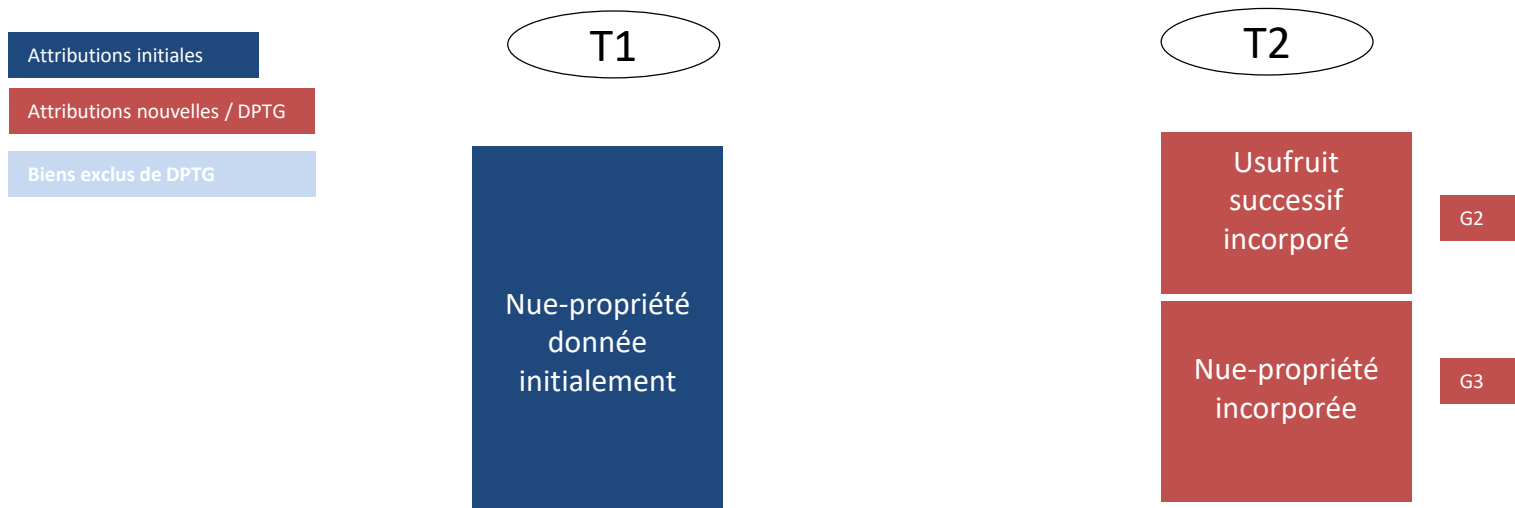 Attributions initiales
Attributions nouvelles / DPTG
Biens exclus de DPTG
T1
Nue-propriété
donnée
initialement
T2
Usufruit
successif
incorporé
G2
Nue-propriété
incorporée
G3